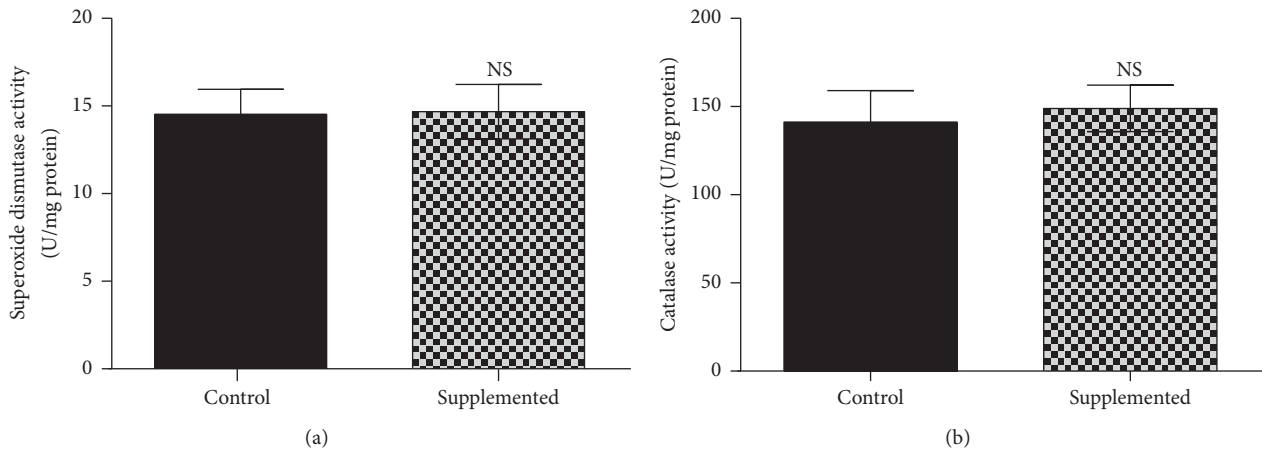 Superoxide dismutase activity
(U/mg protein)
20
15
10
5
0
NS
Control
Supplemented
(a)
Catalase activity (U/mg protein)
200
150
100
50
0
NS
Control
Supplemented
(b)